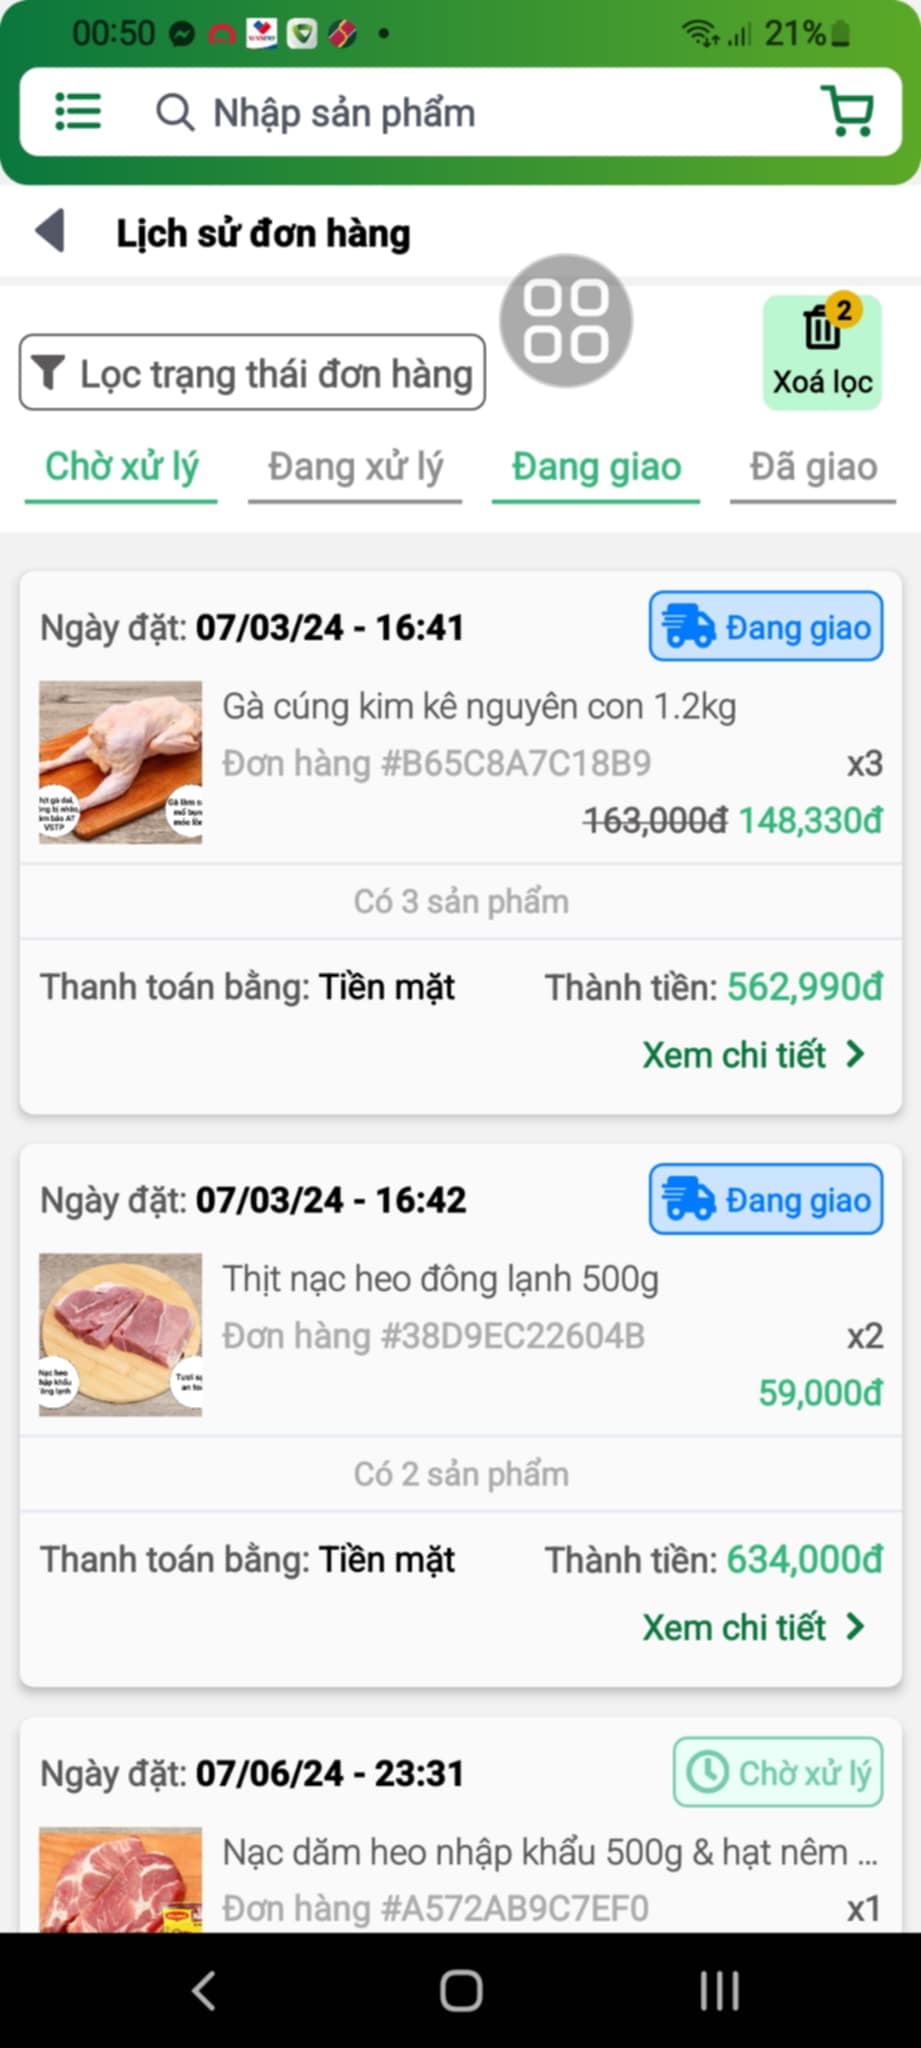 00:50
21%
Nhập sản phẩm
Lịch sử đơn hàng
Lọc trạng thái đơn hàng
2
Xoá lọc
Chờ xử lý Đang xử lý Đang giao Đã giao
Ngày đặt: 07/03/24 - 16:41 Đang giao
Gà cúng kim kê nguyên con 1.2kg
Đơn hàng #B65C8A7C18B9 x3
163,000đ 148,330đ
Có 3 sản phẩm
Thanh toán bằng: Tiền mặt Thành tiền: 562,990đ
Xem chi tiết
Ngày đặt: 07/03/24 - 16:42 Đang giao
Thịt nạc heo đông lạnh 500g
Đơn hàng #38D9EC22604B x2
59,000đ
Có 2 sản phẩm
Thanh toán bằng: Tiền mặt Thành tiền: 634,000đ
Xem chi tiết
Ngày đặt: 07/06/24 - 23:31 Chờ xử lý
Nạc dăm heo nhập khẩu 500g & hạt nêm ...
Đơn hàng #A572AB9C7EF0 x1